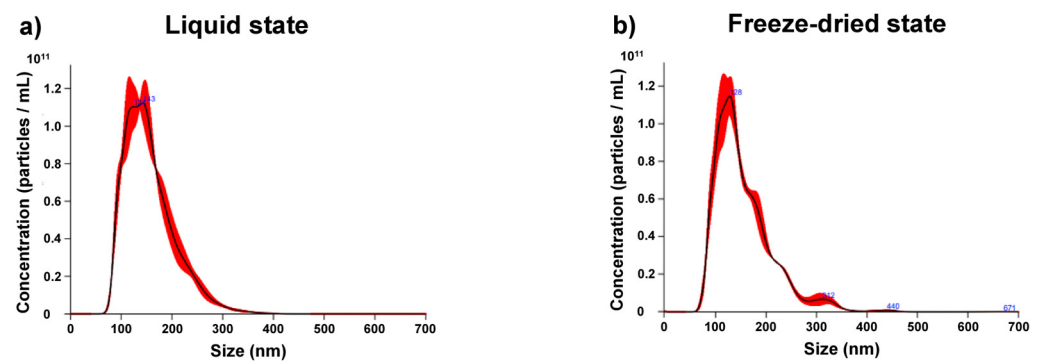 a) Liquid state
10¹¹
Concentration (particles / mL)
1.2
1.0
0.8
0.6
0.4
0.2
0
143
0 100 200 300 400 500 600 700
Size (nm)
b) Freeze-dried state
10¹¹
Concentration (particles / mL)
1.2
1.0
0.8
0.6
0.4
0.2
0
440
671
0 100 200 300 400 500 600 700
Size (nm)